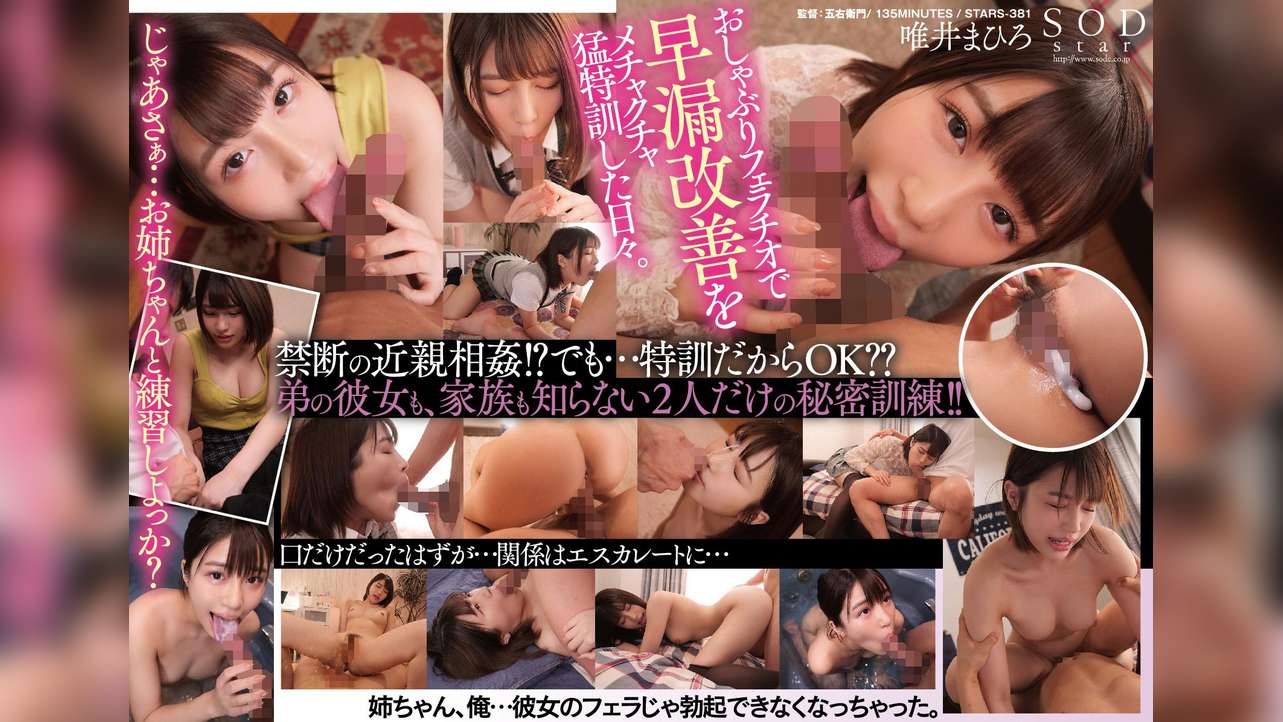 監督：五右衛門/ 135MINUTES / STARS-381
唯井まひろ
SOD
star
http://www.sodc.co.jp
おしゃぶりフェラチオで
早漏改善を
メチャクチャ
猛特訓した日々。
じゃあさぁ…お姉ちゃんと練習しよっか？
禁断の近親相姦!?でも…特訓だからOK??
弟の彼女も、家族も知らない2人だけの秘密訓練!!
口だけだったはずが…関係はエスカレートに…
姉ちゃん、俺…彼女のフェラじゃ勃起できなくなっちゃった。